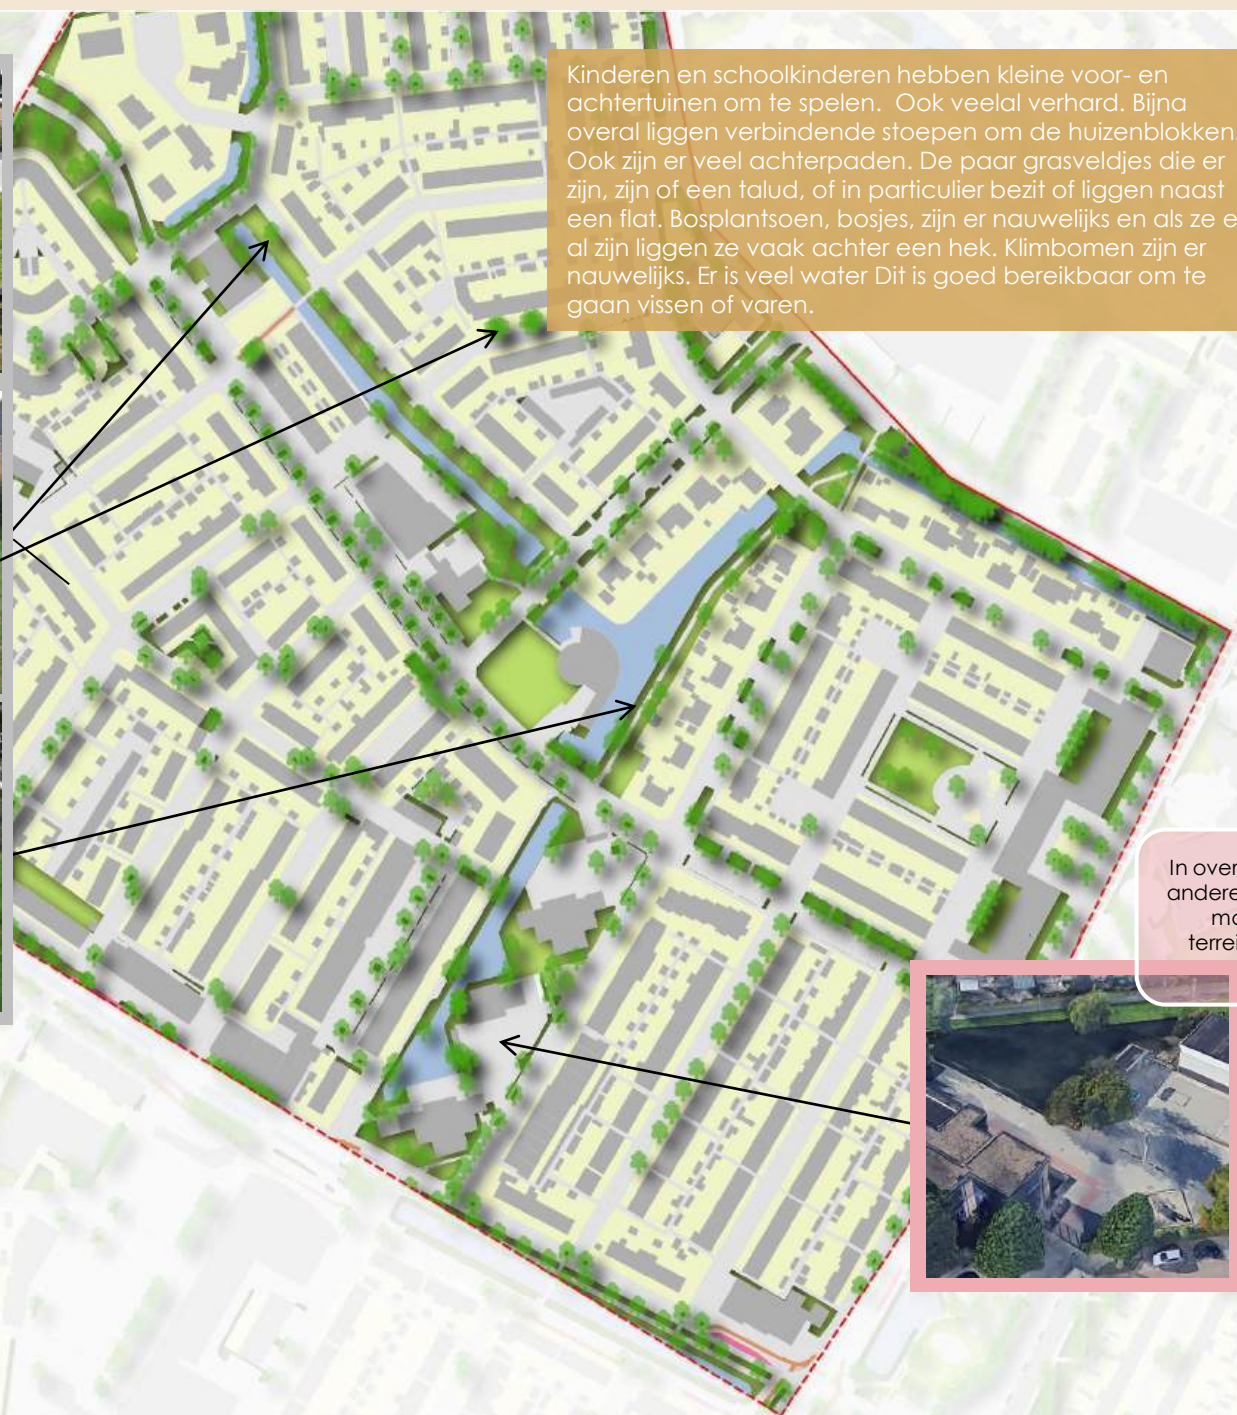 Kinderen en schoolkinderen hebben kleine voor- en
achtertuinen om te spelen. Ook veelal verhard. Bijna
overal liggen verbindende stoepen om de huizenblokken.
Ook zijn er veel achterpaden. De paar grasveldjes die er
zijn, zijn of een talud, of in particulier bezit of liggen naast
een flat. Bosplantsoen, bosjes, zijn er nauwelijks en als ze e
al zijn liggen ze vaak achter een hek. Klimbomen zijn er
nauwelijks. Er is veel water Dit is goed bereikbaar om te
gaan vissen of varen.
In over
andere
ma
terrei